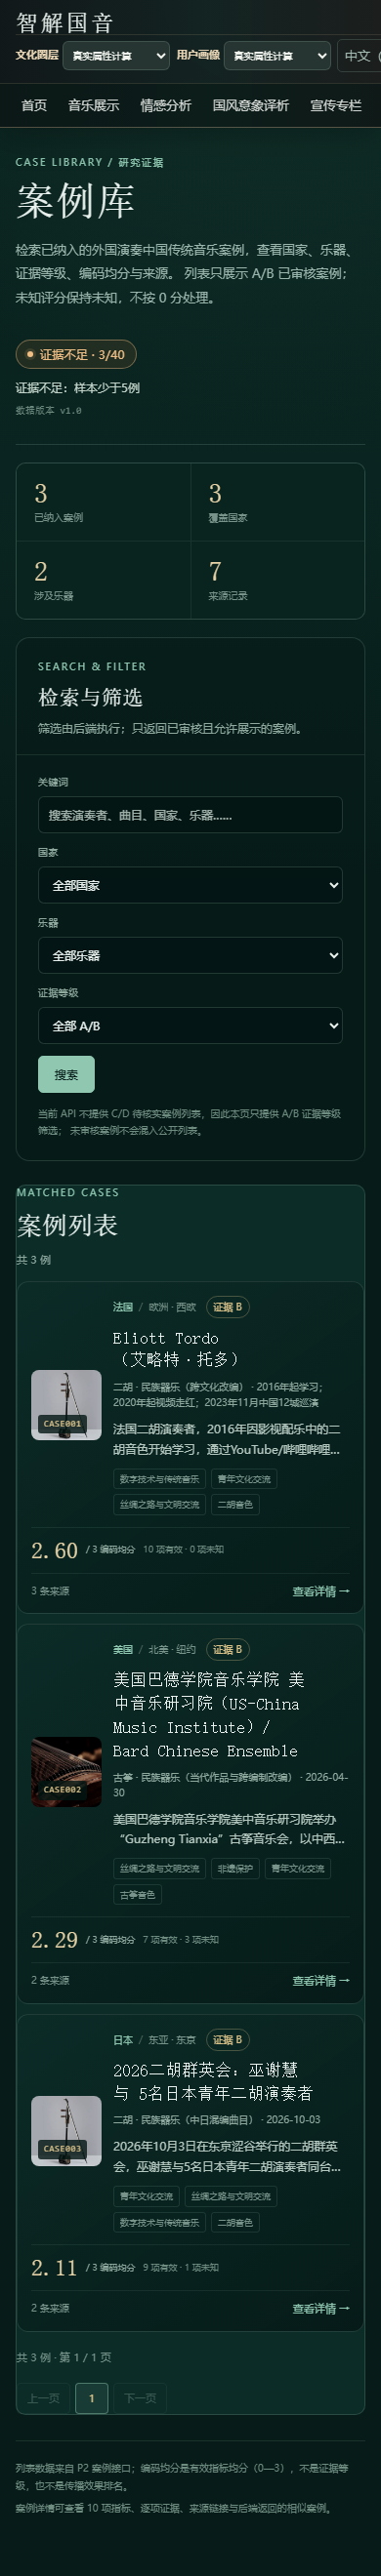 智解国音
文化圈层 真实属性计算 用户画像 真实属性计算 中文
首页 音乐展示 情感分析 国风意象译析 宣传专栏
CASE LIBRARY / 研究证据
案例库
检索已纳入的外国演奏中国传统音乐案例，查看国家、乐器、
证据等级、编码均分与来源。 列表只展示 A/B 已审核案例；
未知评分保持未知，不按 0 分处理。
证据不足 · 3/40
证据不足：样本少于5例
数据版本 v1.0
3 3
已纳入案例 覆盖国家
2 7
涉及乐器 来源记录
SEARCH & FILTER
检索与筛选
筛选由后端执行；只返回已审核且允许展示的案例。
关键词
搜索演奏者、曲目、国家、乐器......
国家
全部国家
乐器
全部乐器
证据等级
全部 A/B
搜索
当前 API 不提供 C/D 待核实案例列表，因此本页只提供 A/B 证据等级
筛选； 未审核案例不会混入公开列表。
MATCHED CASES
案例列表
共 3 例
法国 / 欧洲 · 西欧 证据 B
Eliott Tordo
（艾略特·托多）
二胡 · 民族器乐（跨文化改编） · 2016年起学习；
2020年起视频走红；2023年11月中国12城巡演
CASE001
法国二胡演奏者，2016年因影视配乐中的二
胡音色开始学习，通过YouTube/哔哩哔哩...
数字技术与传统音乐 青年文化交流
丝绸之路与文明交流 二胡音色
2.60 / 3 编码均分 10 项有效 · 0 项未知
3 条来源 查看详情 →
美国 / 北美 · 纽约 证据 B
美国巴德学院音乐学院 美
中音乐研习院（US-China
Music Institute）/
Bard Chinese Ensemble
古筝 · 民族器乐（当代作品与跨编制改编） · 2026-04-
30
CASE002
美国巴德学院音乐学院美中音乐研习院举办
“Guzheng Tianxia”古筝音乐会，以中西...
丝绸之路与文明交流 非遗保护 青年文化交流
古筝音色
2.29 / 3 编码均分 7 项有效 · 3 项未知
2 条来源 查看详情 →
日本 / 东亚 · 东京 证据 B
2026二胡群英会：巫谢慧
与 5名日本青年二胡演奏者
二胡 · 民族器乐（中日混编曲目） · 2026-10-03
CASE003
2026年10月3日在东京涩谷举行的二胡群英
会，巫谢慧与5名日本青年二胡演奏者同台...
青年文化交流 丝绸之路与文明交流
数字技术与传统音乐 二胡音色
2.11 / 3 编码均分 9 项有效 · 1 项未知
2 条来源 查看详情 →
共 3 例 · 第 1 / 1 页
上一页 1 下一页
列表数据来自 P2 案例接口；编码均分是有效指标均分（0—3），不是证据等
级，也不是传播效果排名。
案例详情可查看 10 项指标、逐项证据、来源链接与后端返回的相似案例。